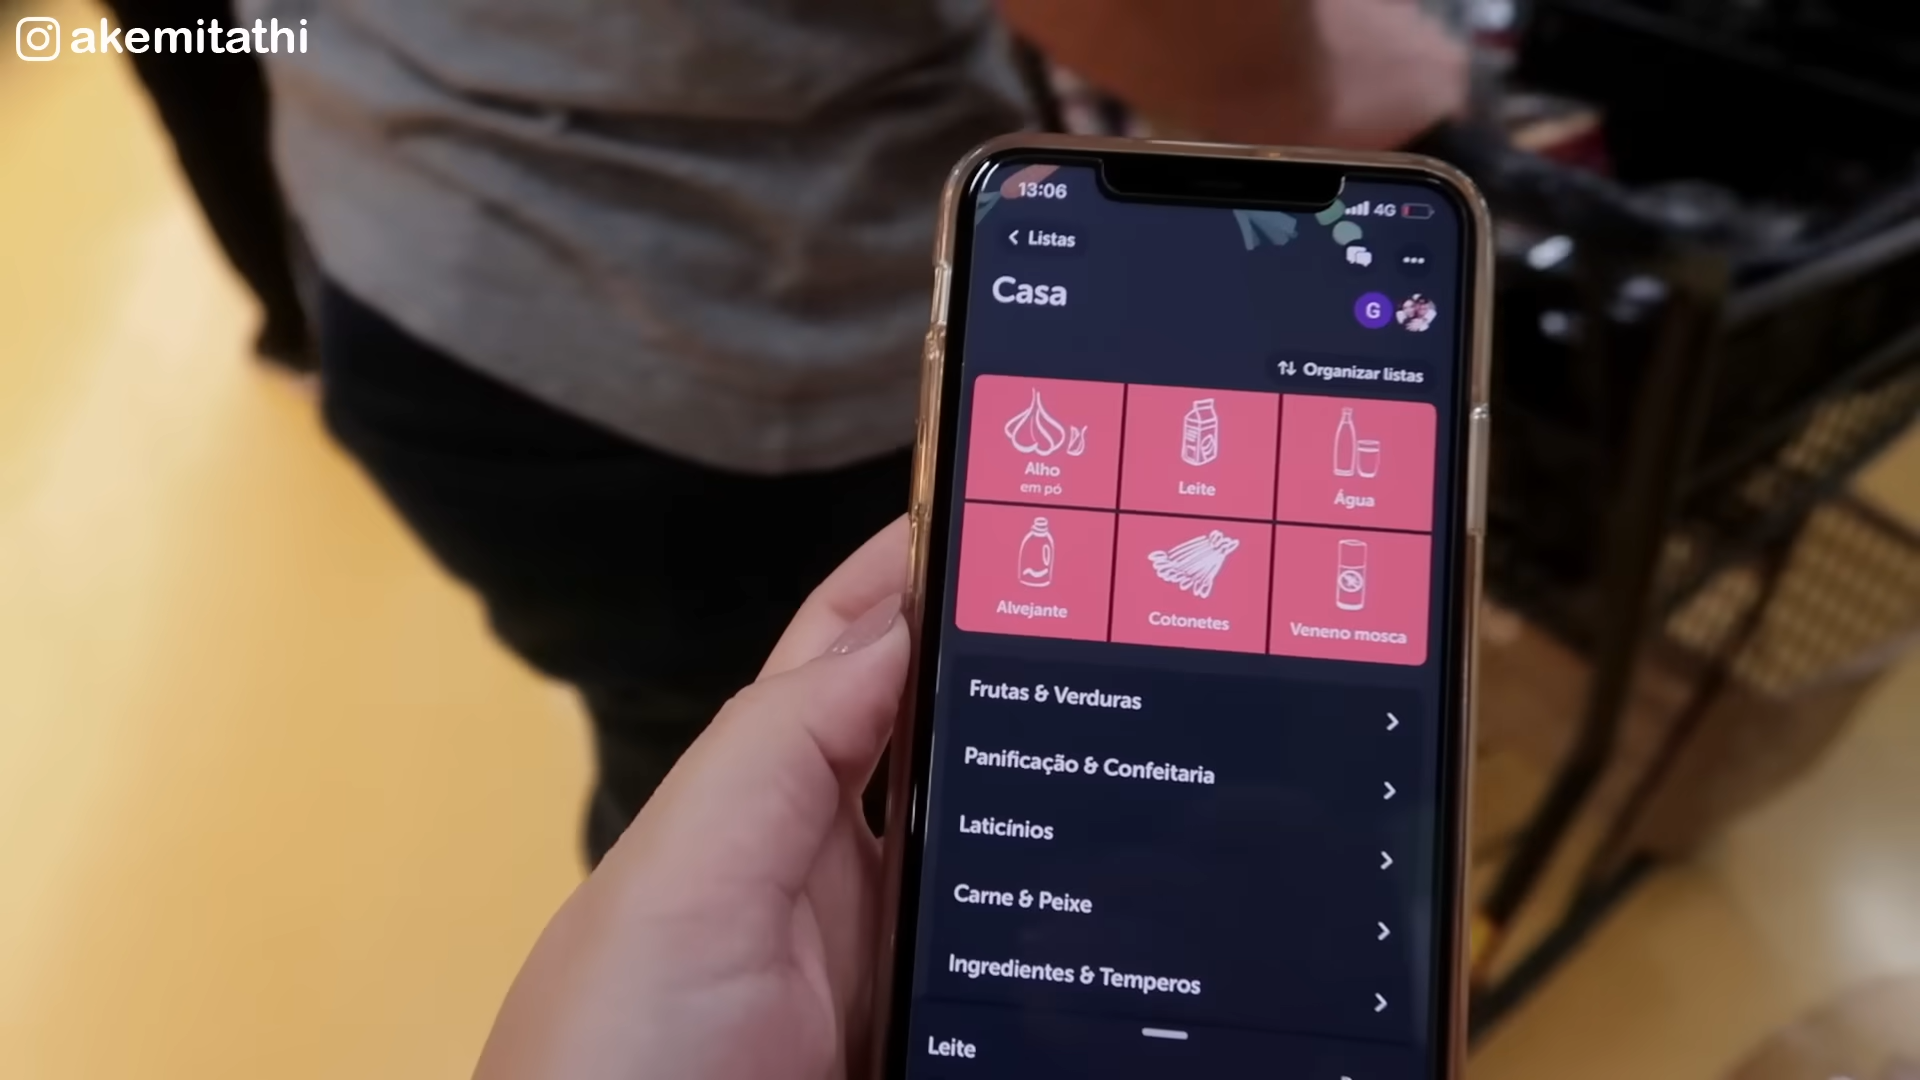 akemitathi
13:06
4G
Listas
Casa
G
Organizar listas
Alho
em pó
Leite
Água
Alvejante
Cotonetes
Veneno mosca
Frutas & Verduras
Panificação & Confeitaria
Laticínios
Carne & Peixe
Ingredientes & Temperos
Leite